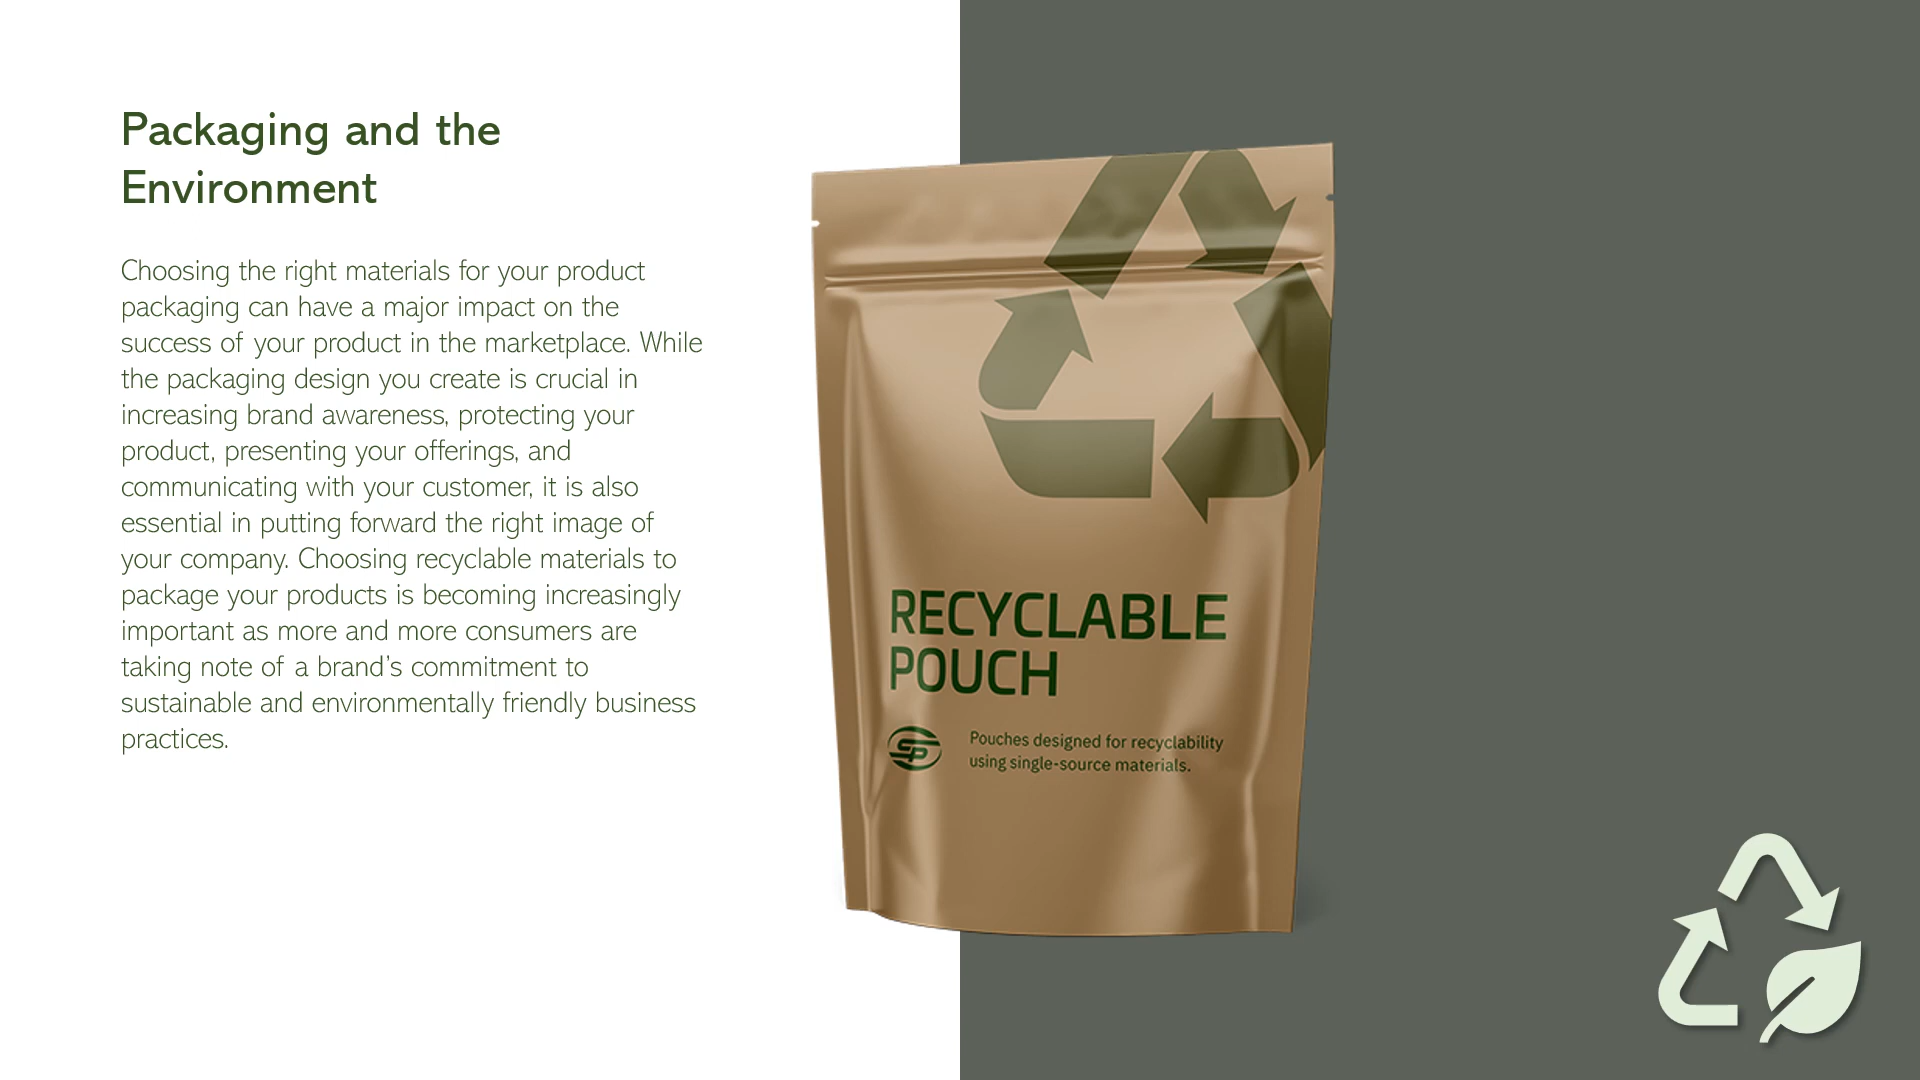 Packaging and the
Environment
Choosing the right materials for your product
packaging can have a major impact on the
success of your product in the marketplace. While
the packaging design you create is crucial in
increasing brand awareness, protecting your
product, presenting your offerings, and
communicating with your customer, it is also
essential in putting forward the right image of
your company. Choosing recyclable materials to
package your products is becoming increasingly
important as more and more consumers are
taking note of a brand’s commitment to
sustainable and environmentally friendly business
practices.
RECYCLABLE
POUCH
SP
Pouches designed for recyclability
using single-source materials.